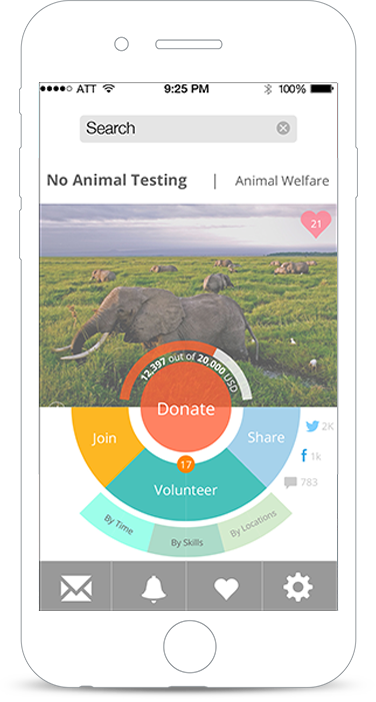 ATT 9:25 PM 100%
Search
No Animal Testing | Animal Welfare
21
12,397 out of 20,000 USD
Donate
Join
Share
2K
1k
783
17
Volunteer
By Time
By Skills
By Locations